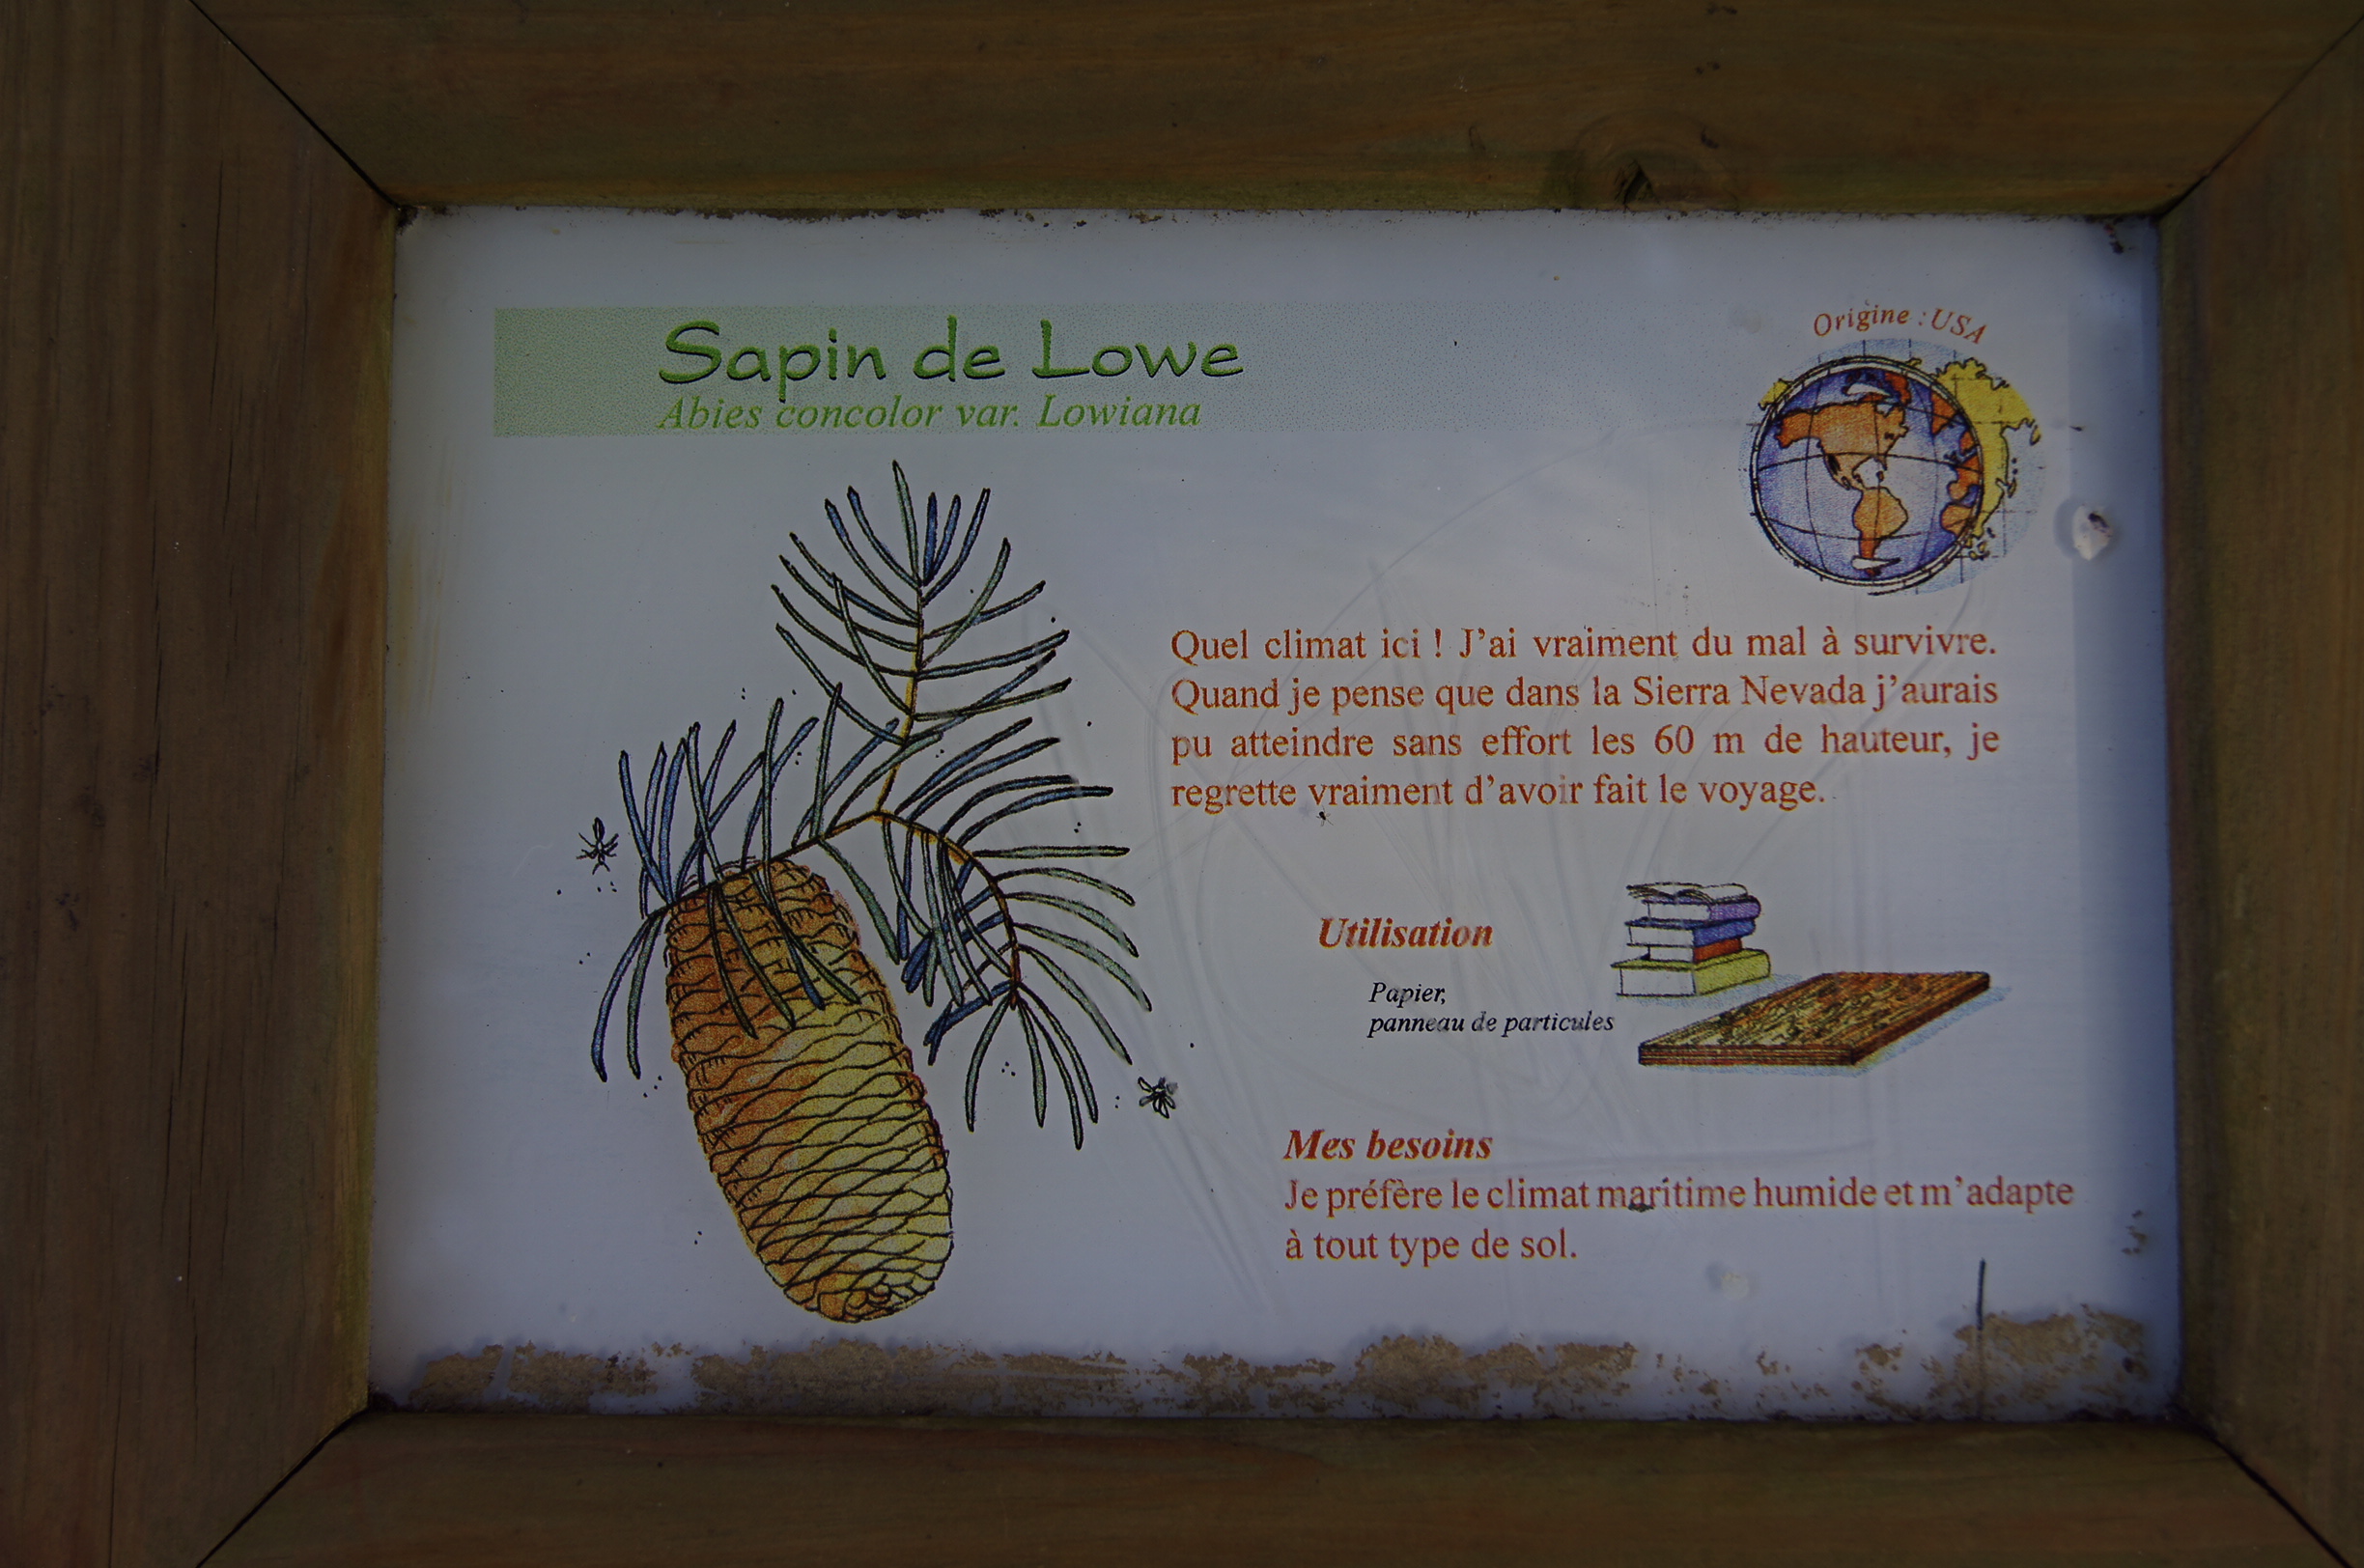 Sapin de Lowe
Abies concolor var. Lowiana
Origine : USA
Quel climat ici ! J'ai vraiment du mal à survivre.
Quand je pense que dans la Sierra Nevada j'aurais
pu atteindre sans effort les 60 m de hauteur, je
regrette vraiment d'avoir fait le voyage.
Utilisation
Papier,
panneau de particules
Mes besoins
Je préfère le climat maritime humide et m'adapte
à tout type de sol.